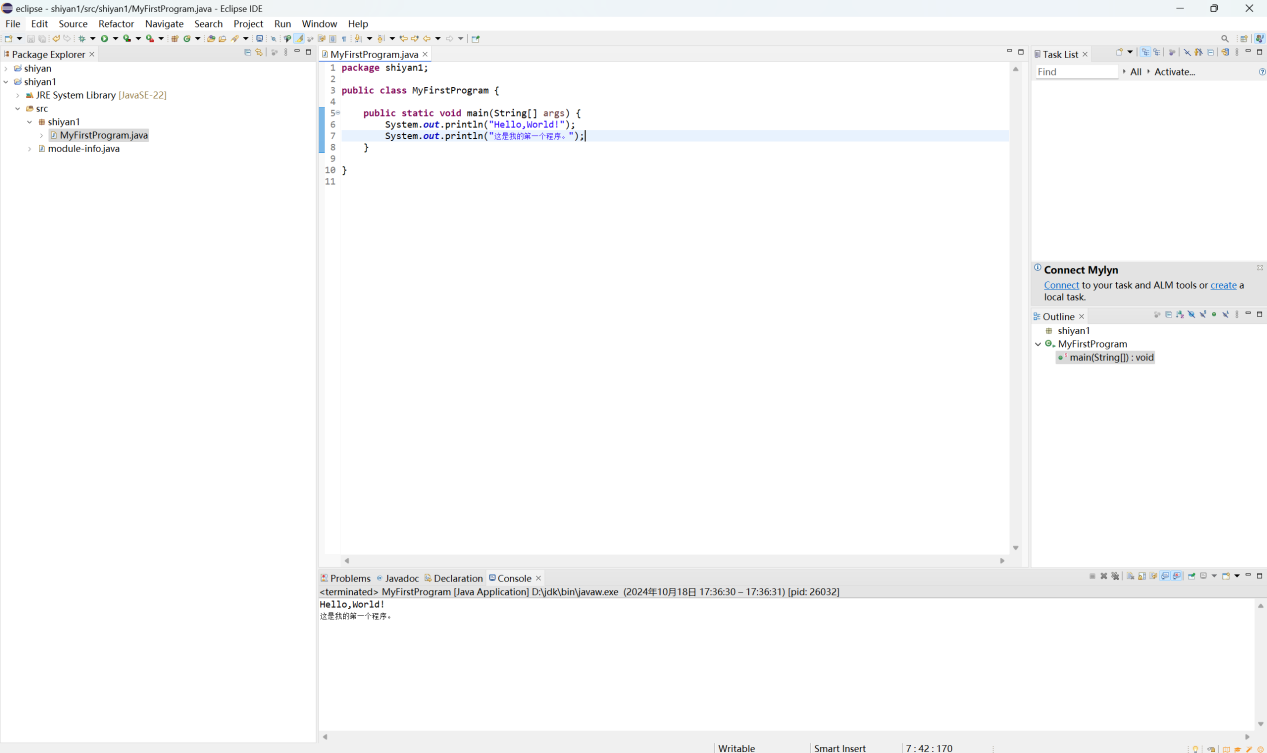 eclipse - shiyan1/src/shiyan1/MyFirstProgram.java - Eclipse IDE
File Edit Source Refactor Navigate Search Project Run Window Help
Package Explorer
shiyan
shiyan1
JRE System Library [JavaSE-22]
src
shiyan1
MyFirstProgram.java
module-info.java
MyFirstProgram.java
1 package shiyan1;
2
3 public class MyFirstProgram {
4
5 public static void main(String[] args) {
6 System.out.println("Hello,World!");
7 System.out.println("这是我的第一个程序。");
8 }
9
10 }
11
Task List
Find All Activate...
Connect Mylyn
Connect to your task and ALM tools or create a
local task.
Outline
shiyan1
MyFirstProgram
main(String[]) : void
Problems Javadoc Declaration Console
<terminated> MyFirstProgram [Java Application] D:\jdk\bin\javaw.exe (2024年10月18日 17:36:30 – 17:36:31) [pid: 26032]
Hello,World!
这是我的第一个程序。
Writable Smart Insert 7 : 42 : 170